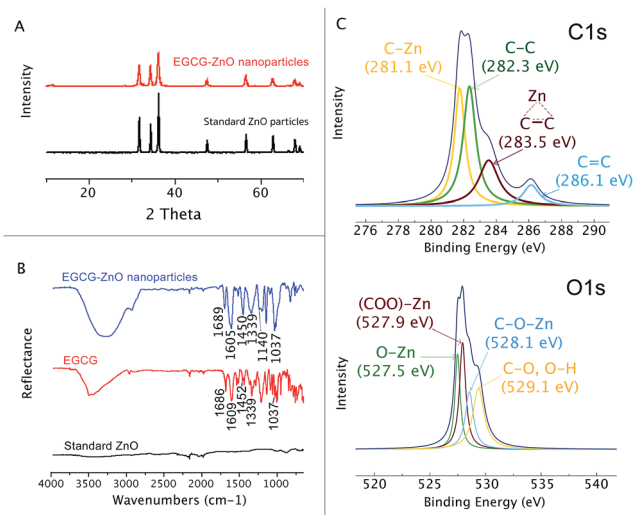 A
EGCG-ZnO nanoparticles
Standard ZnO particles
Intensity
20
40
60
2 Theta
B
EGCG-ZnO nanoparticles
1689
1605
1450
1339
1140
1037
EGCG
1686
1609
1452
1339
1037
Standard ZnO
Reflectance
4000
3500
3000
2500
2000
1500
1000
Wavenumbers (cm-1)
C
C1s
C-Zn
(281.1 eV)
C-C
(282.3 eV)
Zn
C-C
(283.5 eV)
C=C
(286.1 eV)
Intensity
276
278
280
282
284
286
288
290
Binding Energy (eV)
O1s
(COO)-Zn
(527.9 eV)
O-Zn
(527.5 eV)
C-O-Zn
(528.1 eV)
C-O, O-H
(529.1 eV)
Intensity
520
525
530
535
540
Binding Energy (eV)